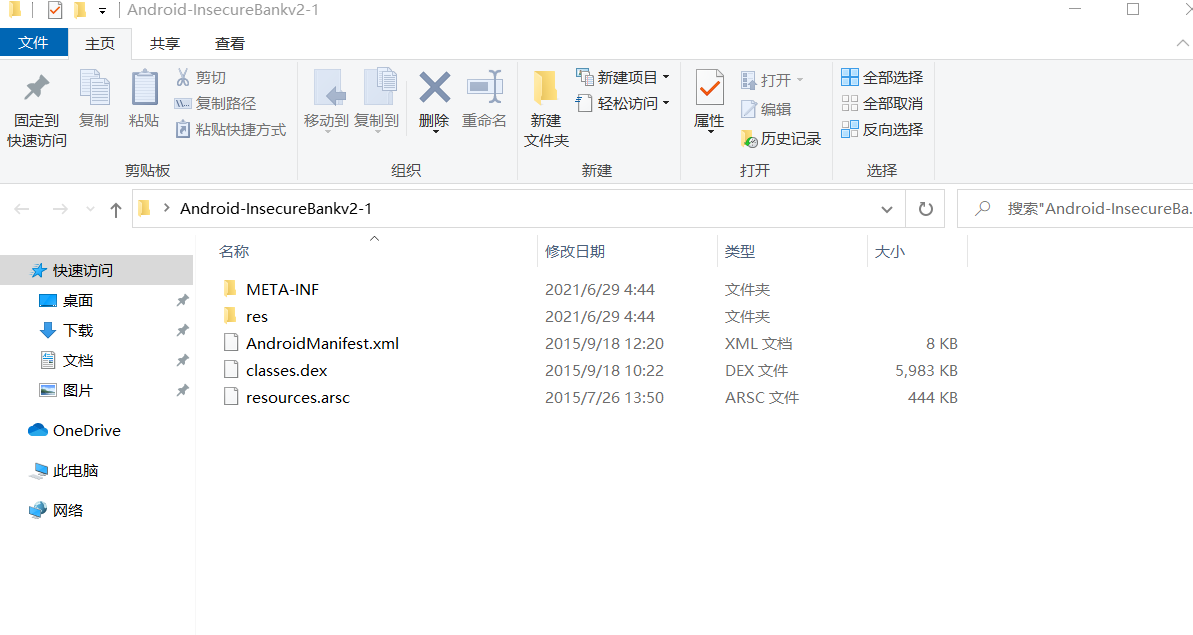 Android-InsecureBankv2-1
文件 主页 共享 查看
固定到
快速访问
复制
粘贴
剪切
复制路径
粘贴快捷方式
剪贴板
移动到 复制到 删除 重命名
组织
新建
文件夹
新建项目
轻松访问
新建
属性
打开
编辑
历史记录
打开
全部选择
全部取消
反向选择
选择
Android-InsecureBankv2-1
搜索"Android-InsecureBa...
名称 修改日期 类型 大小
快速访问
桌面
下载
文档
图片
OneDrive
此电脑
网络
META-INF 2021/6/29 4:44 文件夹
res 2021/6/29 4:44 文件夹
AndroidManifest.xml 2015/9/18 12:20 XML 文档 8 KB
classes.dex 2015/9/18 10:22 DEX 文件 5,983 KB
resources.arsc 2015/7/26 13:50 ARSC 文件 444 KB